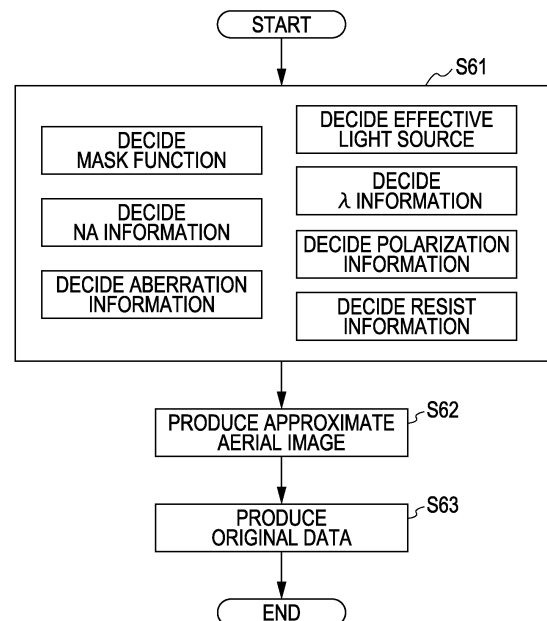 START
S61
DECIDE
MASK FUNCTION
DECIDE
NA INFORMATION
DECIDE ABERRATION
INFORMATION
DECIDE EFFECTIVE
LIGHT SOURCE
DECIDE
λ INFORMATION
DECIDE POLARIZATION
INFORMATION
DECIDE RESIST
INFORMATION
PRODUCE APPROXIMATE
AERIAL IMAGE
S62
PRODUCE
ORIGINAL DATA
S63
END